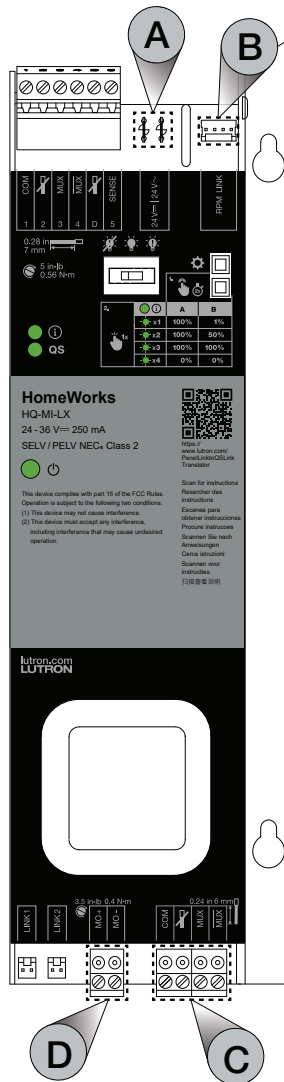 A
B
COM
MUX
MUX
D
SENSE
24 V⎓ | 24 V~
RPM LINK
1 2 3 4 D 5
0.28 in
7 mm
5 in•lb
0.56 N•m
2x
A B
1x
x1 100% 1%
x2 100% 50%
x3 100% 100%
x4 0% 0%
QS
HomeWorks
HQ-MI-LX
24 - 36 V⎓ 250 mA
SELV / PELV NEC® Class 2
This device complies with part 15 of the FCC Rules.
Operation is subject to the following two conditions:
(1) This device may not cause interference.
(2) This device must accept any interference,
including interference that may cause undesired
operation.
https://
www.lutron.com/
PanelLinktoQSLink
Translator
Scan for instructions
Resercher des
instructions
Escanee para
obtener instrucciones
Procure instrucoes
Scannen Sie nach
Anweisungen
Cerca istruzioni
Scannen voor
instructies
扫描查看说明
lutron.com
LUTRON
3.5 in•lb 0.4 N•m
0.24 in 6 mm
LINK1
LINK2
MO+
MO-
COM
MUX
MUX
D
C